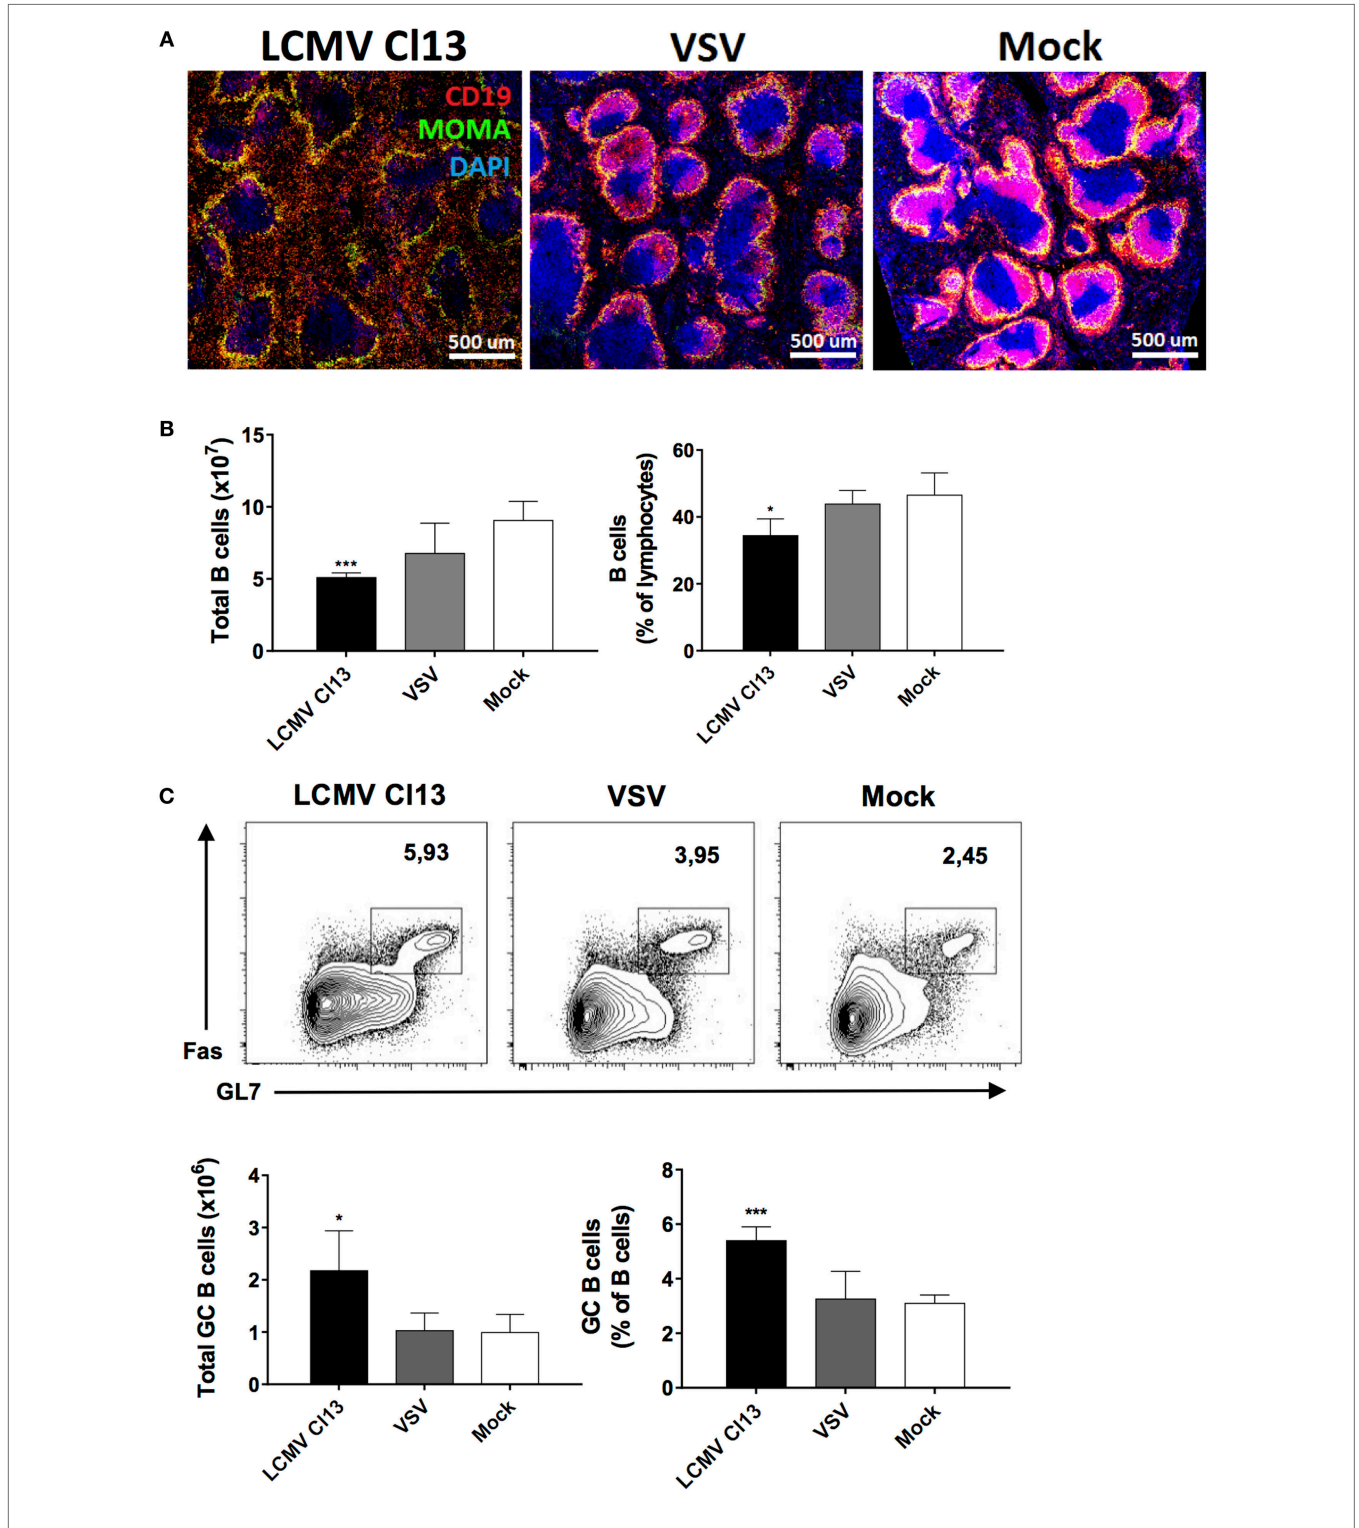 A
LCMV Cl13
VSV
Mock
CD19
MOMA
DAPI
500 um
500 um
500 um
B
Total B cells (x10⁷)
15
10
5
0
***
LCMV Cl13
VSV
Mock
B cells
(% of lymphocytes)
60
40
20
0
*
LCMV Cl13
VSV
Mock
C
LCMV Cl13
VSV
Mock
5,93
3,95
2,45
Fas
GL7
Total GC B cells (x10⁶)
4
3
2
1
0
*
LCMV Cl13
VSV
Mock
GC B cells
(% of B cells)
8
6
4
2
0
***
LCMV Cl13
VSV
Mock